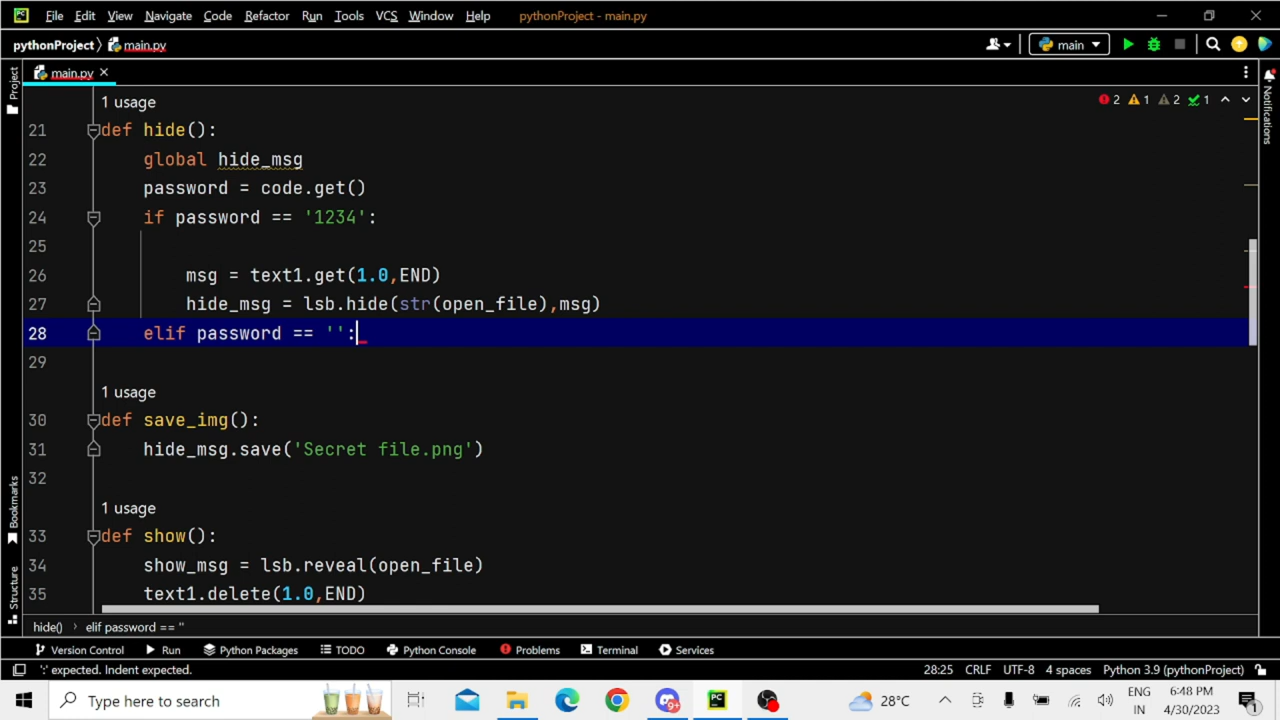 File Edit View Navigate Code Refactor Run Tools VCS Window Help pythonProject - main.py
pythonProject main.py main
main.py
Project
Notifications
Bookmarks
Structure
2 1 2 1
1 usage
21 def hide():
22 global hide_msg
23 password = code.get()
24 if password == '1234':
25
26 msg = text1.get(1.0,END)
27 hide_msg = lsb.hide(str(open_file),msg)
28 elif password == '':
29
1 usage
30 def save_img():
31 hide_msg.save('Secret file.png')
32
1 usage
33 def show():
34 show_msg = lsb.reveal(open_file)
35 text1.delete(1.0,END)
hide() elif password == ''
Version Control Run Python Packages TODO Python Console Problems Terminal Services
':' expected. Indent expected. 28:25 CRLF UTF-8 4 spaces Python 3.9 (pythonProject)
Type here to search 9+ 28°C ENG IN 6:48 PM 4/30/2023 1